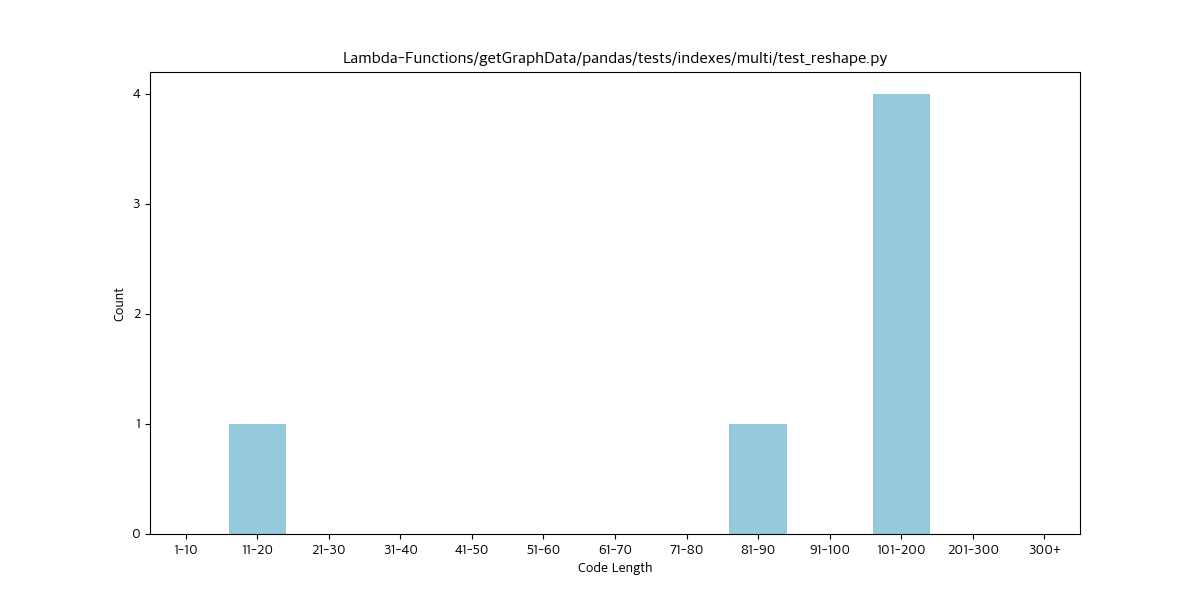 Lambda-Functions/getGraphData/pandas/tests/indexes/multi/test_reshape.py
4
3
2
1
0
Count
1-10 11-20 21-30 31-40 41-50 51-60 61-70 71-80 81-90 91-100 101-200 201-300 300+
Code Length